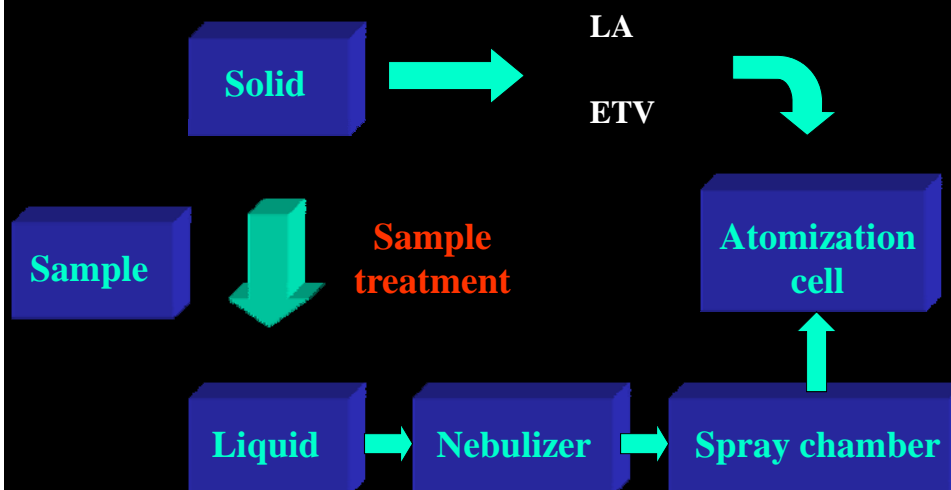 LA
Solid
ETV
Sample
treatment
Sample
Atomization
cell
Liquid
Nebulizer
Spray chamber